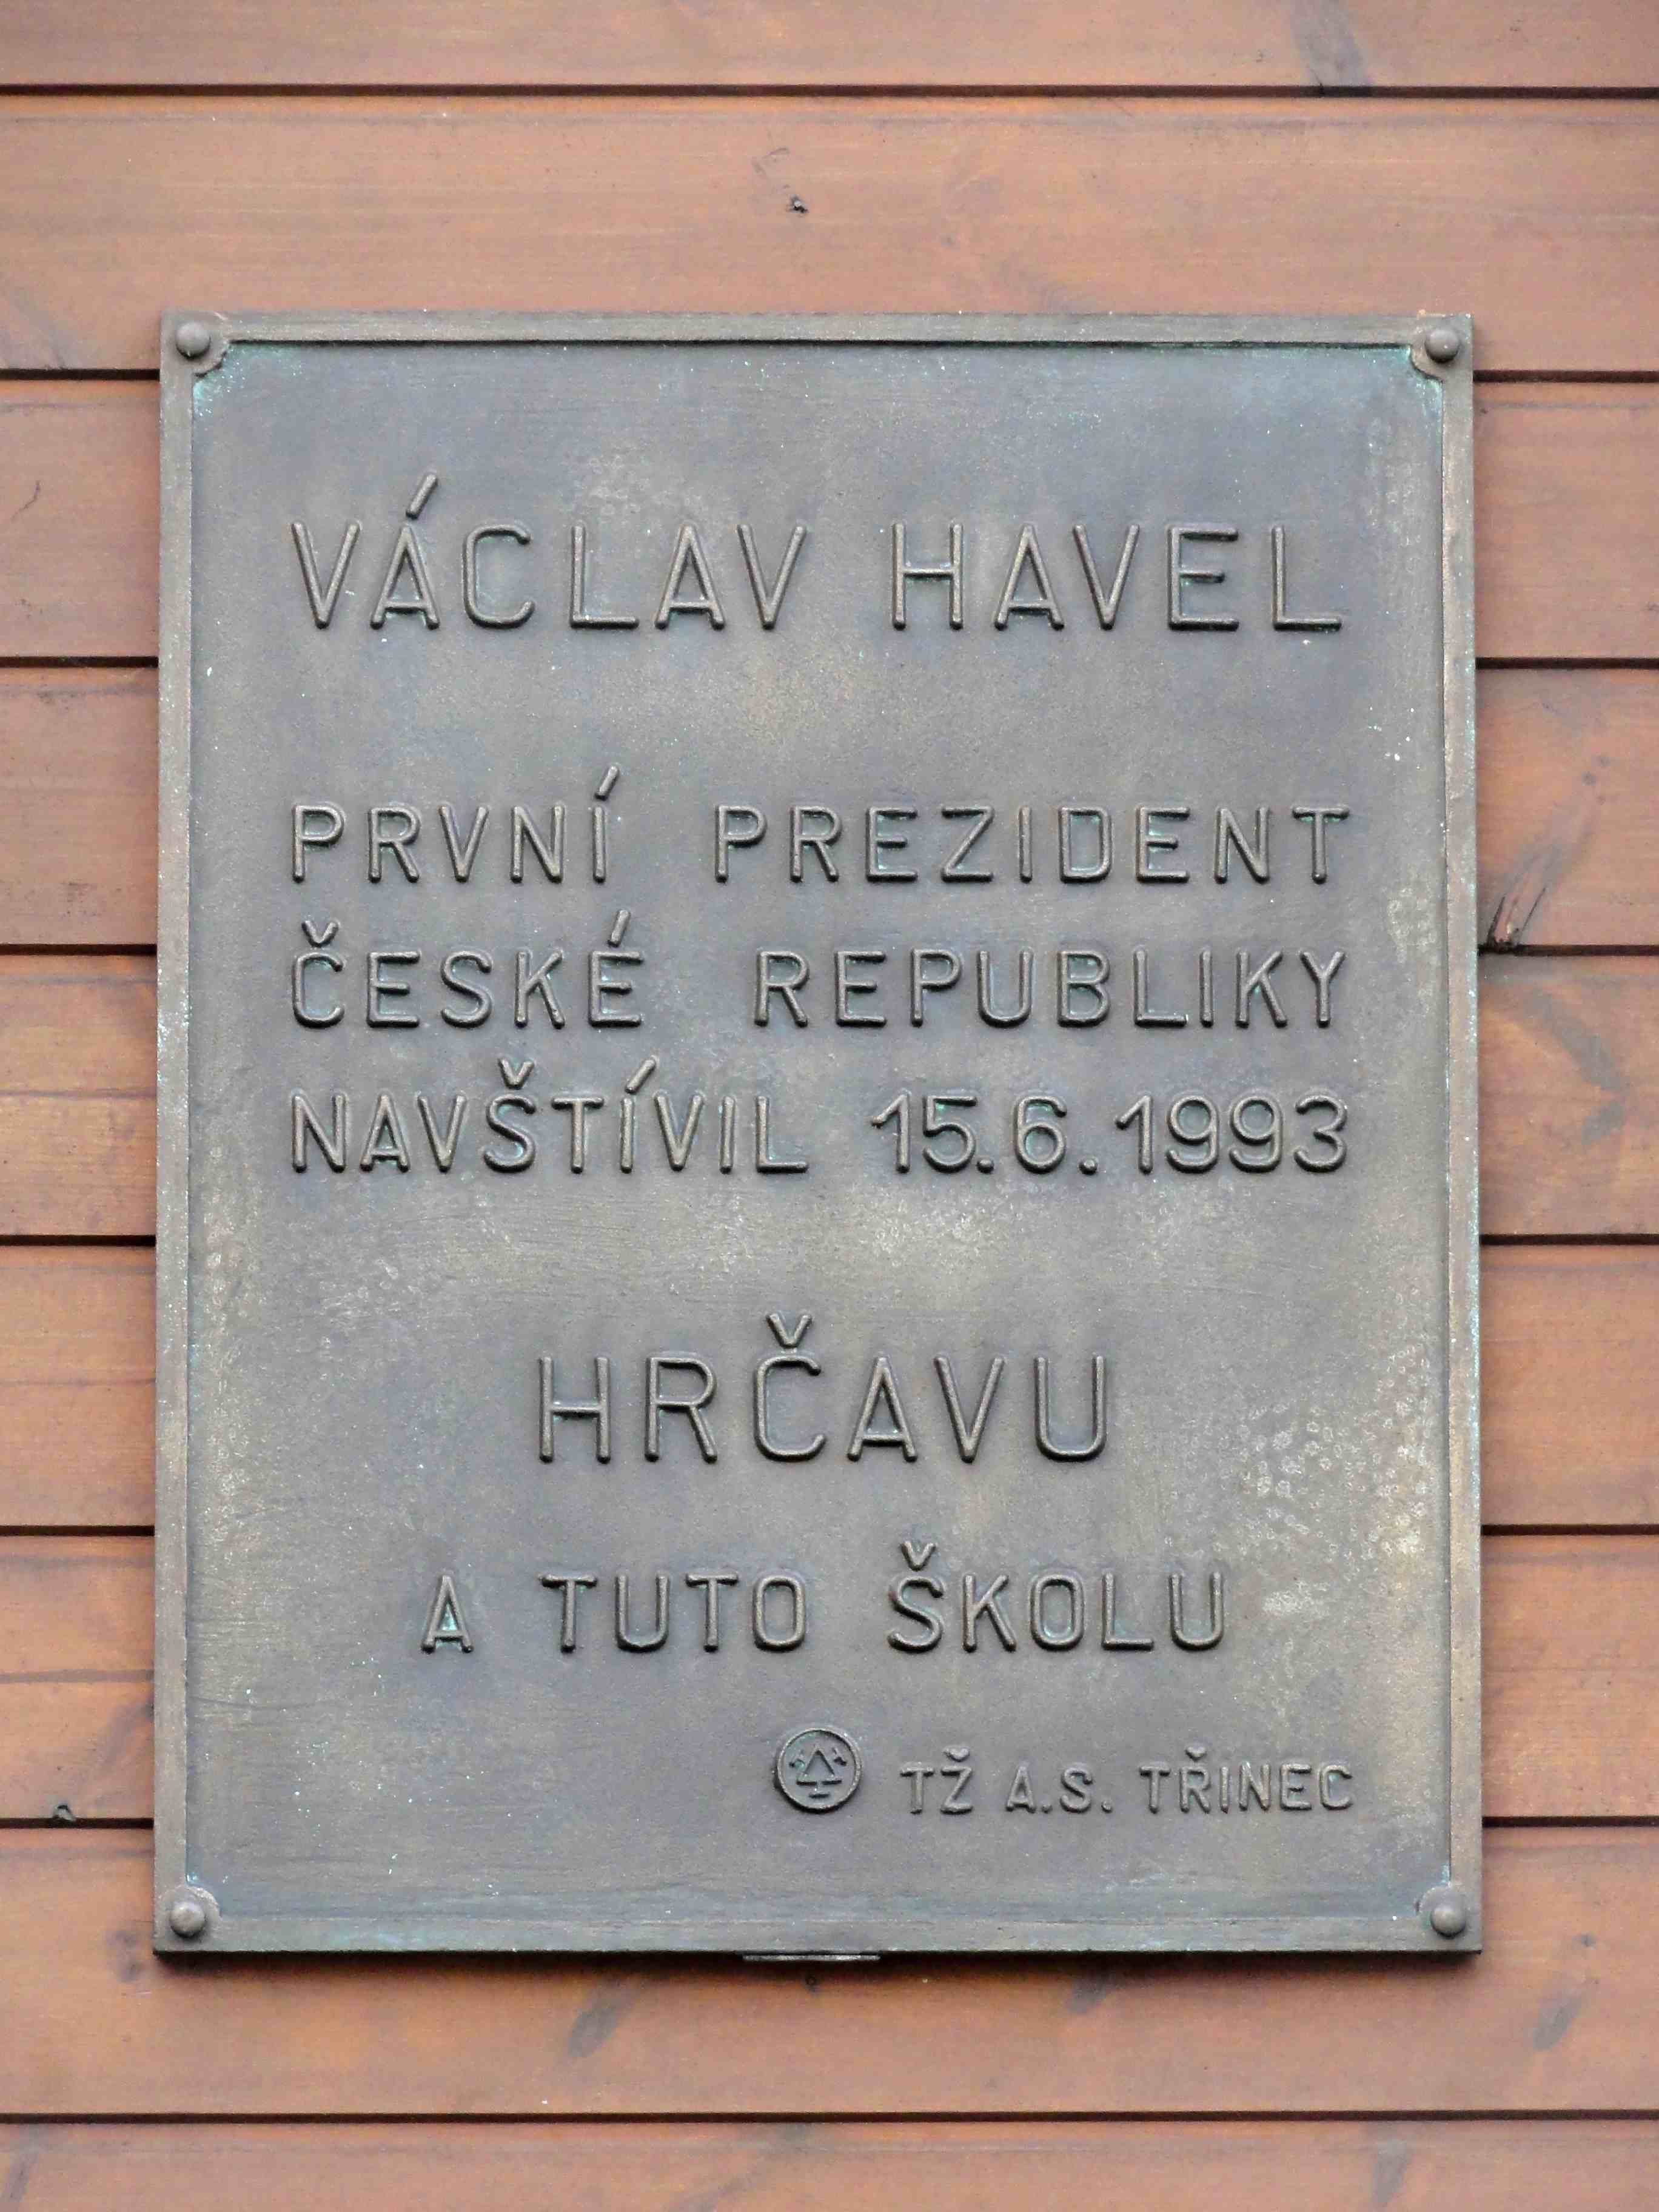 VÁCLAV HAVEL
PRVNÍ PREZIDENT
ČESKÉ REPUBLIKY
NAVŠTÍVIL 15.6.1993
HRČAVU
A TUTO ŠKOLU
TŽ A.S. TŘINEC